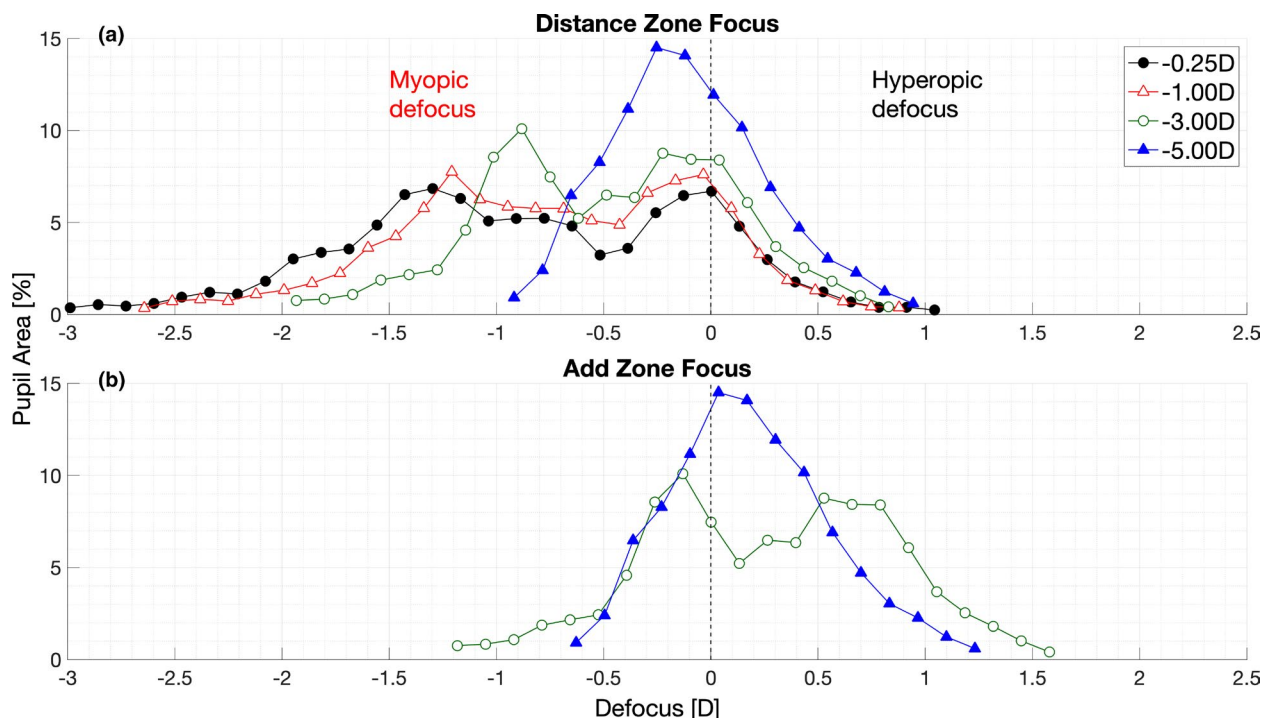 Distance Zone Focus
(a)
Myopic
defocus
Hyperopic
defocus
-0.25D
-1.00D
-3.00D
-5.00D
15
10
5
0
-3 -2.5 -2 -1.5 -1 -0.5 0 0.5 1 1.5 2 2.5
Pupil Area [%]
Add Zone Focus
(b)
15
10
5
0
-3 -2.5 -2 -1.5 -1 -0.5 0 0.5 1 1.5 2 2.5
Defocus [D]